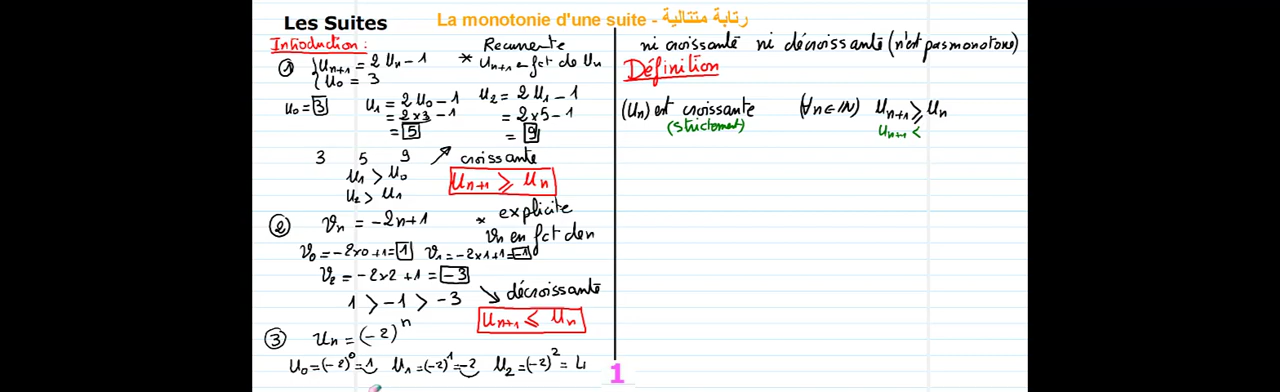 Les Suites
La monotonie d'une suite - رتابة متتالية
Introduction :
① { Un+1 = 2 Un - 1
{ U0 = 3
Recurente
* Un+1 en fct de Un
U0 = 3
U1 = 2 U0 - 1
= 2×3 - 1
= 5
U2 = 2 U1 - 1
= 2×5 - 1
= 9
3 5 9 ↗ croissante
U1 > U0
U2 > U1
Un+1 ⩾ Un
② Vn = -2n+1
* explicite
Vn en fct de n
V0 = -2×0+1 = 1 V1 = -2×1+1 = -1
V2 = -2×2+1 = -3
1 > -1 > -3 ↘ décroissante
Un+1 ⩽ Un
③ Un = (-2)^n
U0 = (-2)^0 = 1 U1 = (-2)^1 = -2 U2 = (-2)^2 = 4
ni croissante ni décroissante (n'est pas monotone)
Définition
(Un) est croissante (∀n∈IN) Un+1 ⩾ Un
(strictement) Un+1 <
1